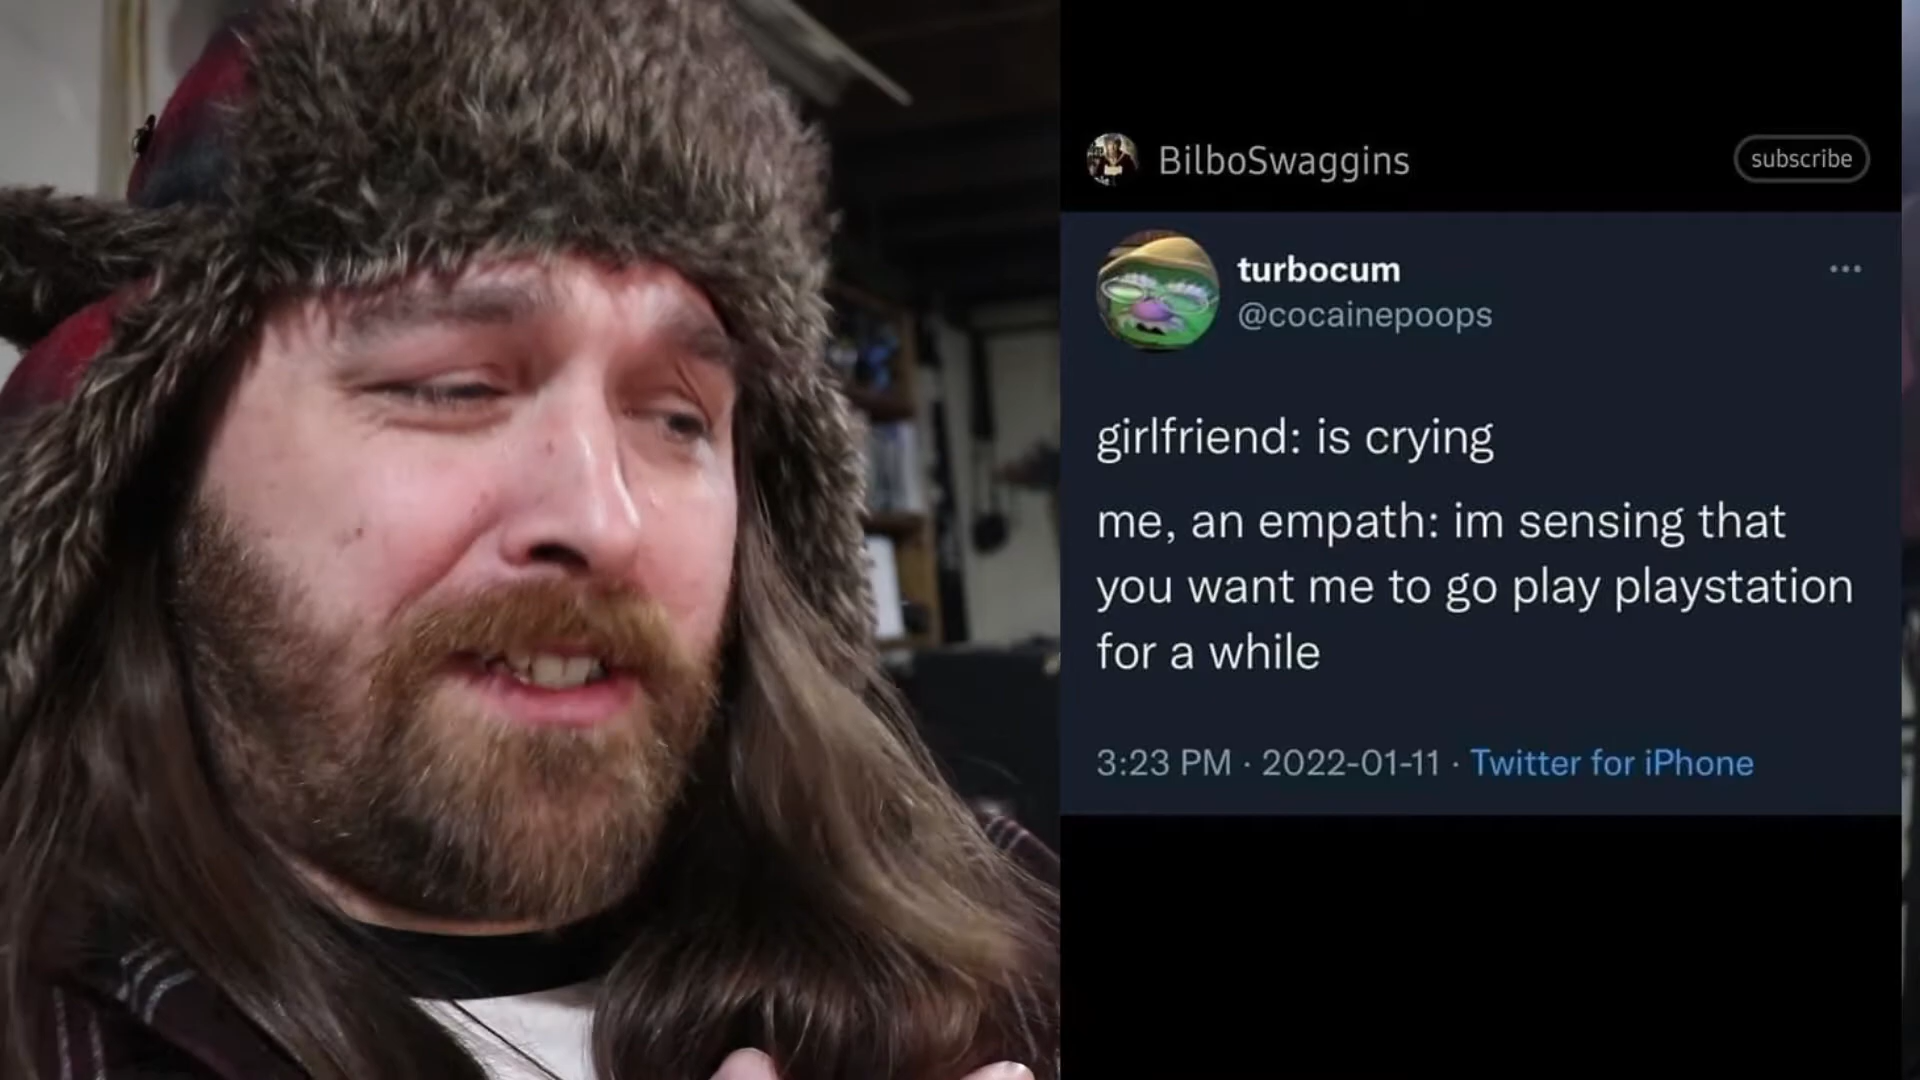 BilboSwaggins
subscribe
turbocum
@cocainepoops
girlfriend: is crying
me, an empath: im sensing that
you want me to go play playstation
for a while
3:23 PM · 2022-01-11 · Twitter for iPhone